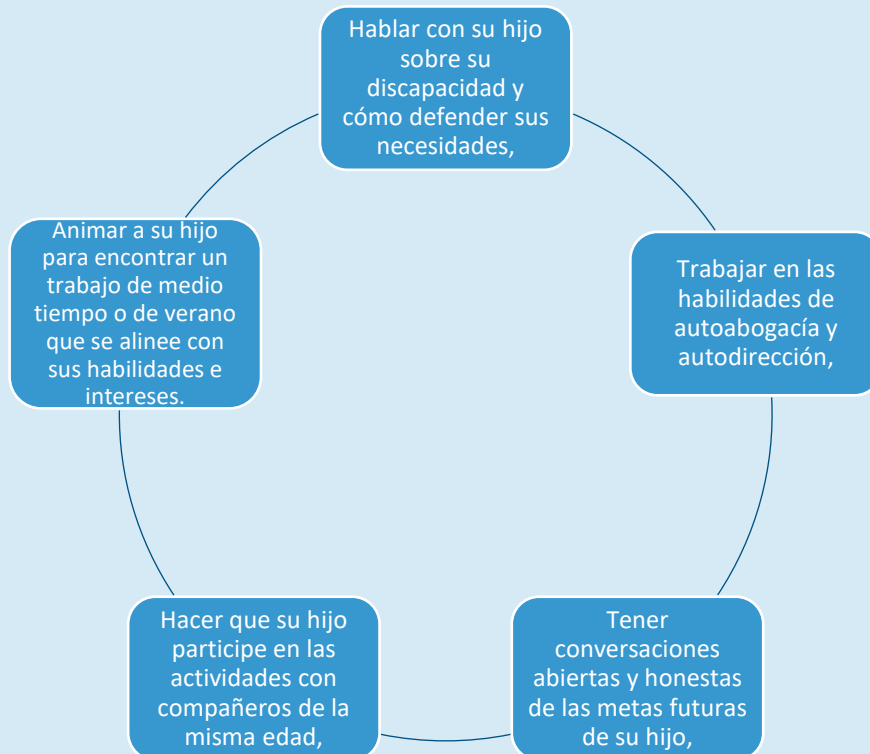 Hablar con su hijo
sobre su
discapacidad y
cómo defender sus
necesidades,
Trabajar en las
habilidades de
autoabogacía y
autodirección,
Tener
conversaciones
abiertas y honestas
de las metas futuras
de su hijo,
Hacer que su hijo
participe en las
actividades con
compañeros de la
misma edad,
Animar a su hijo
para encontrar un
trabajo de medio
tiempo o de verano
que se alinee con
sus habilidades e
intereses.